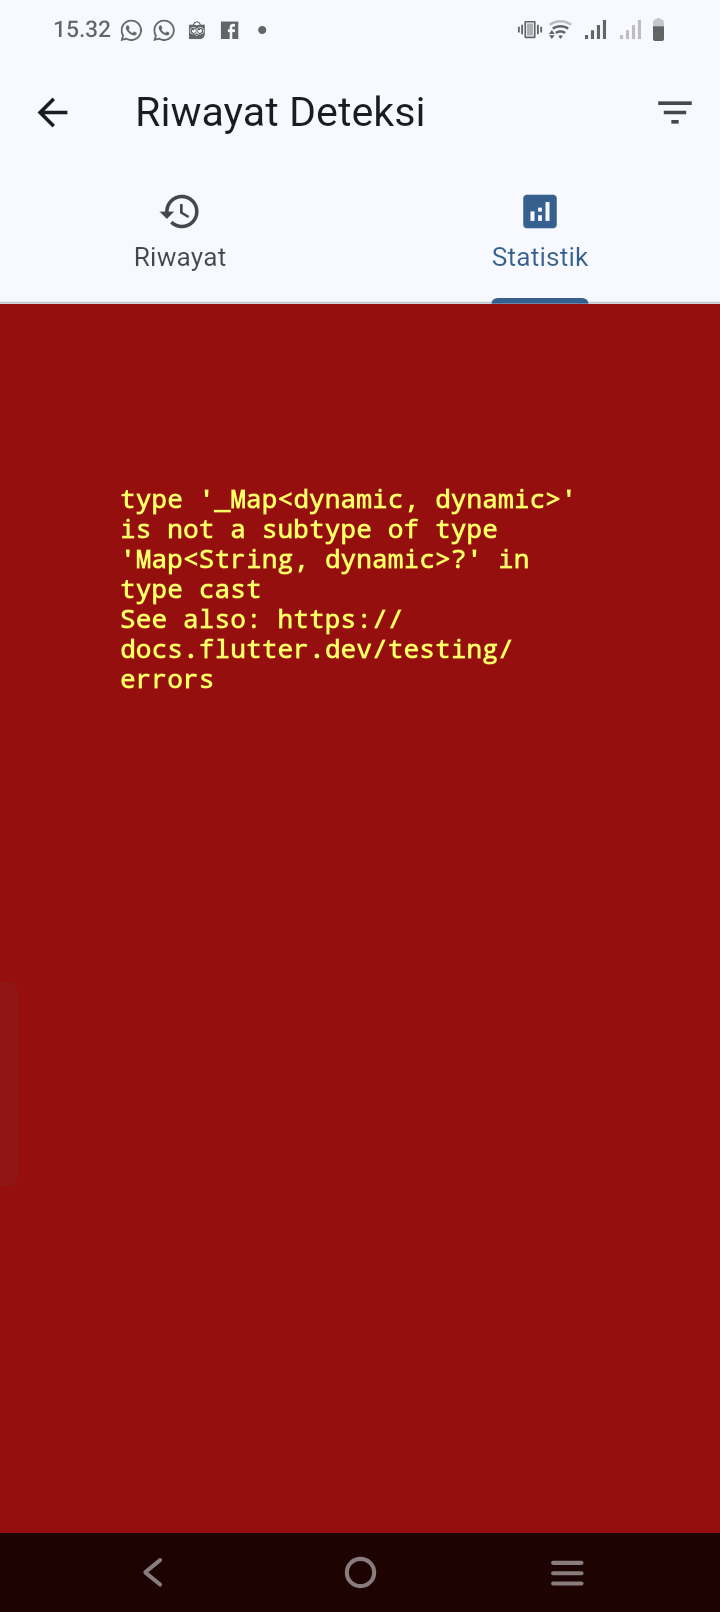 15.32
Riwayat Deteksi
Riwayat
Statistik
type '_Map<dynamic, dynamic>'
is not a subtype of type
'Map<String, dynamic>?' in
type cast
See also: https://
docs.flutter.dev/testing/
errors